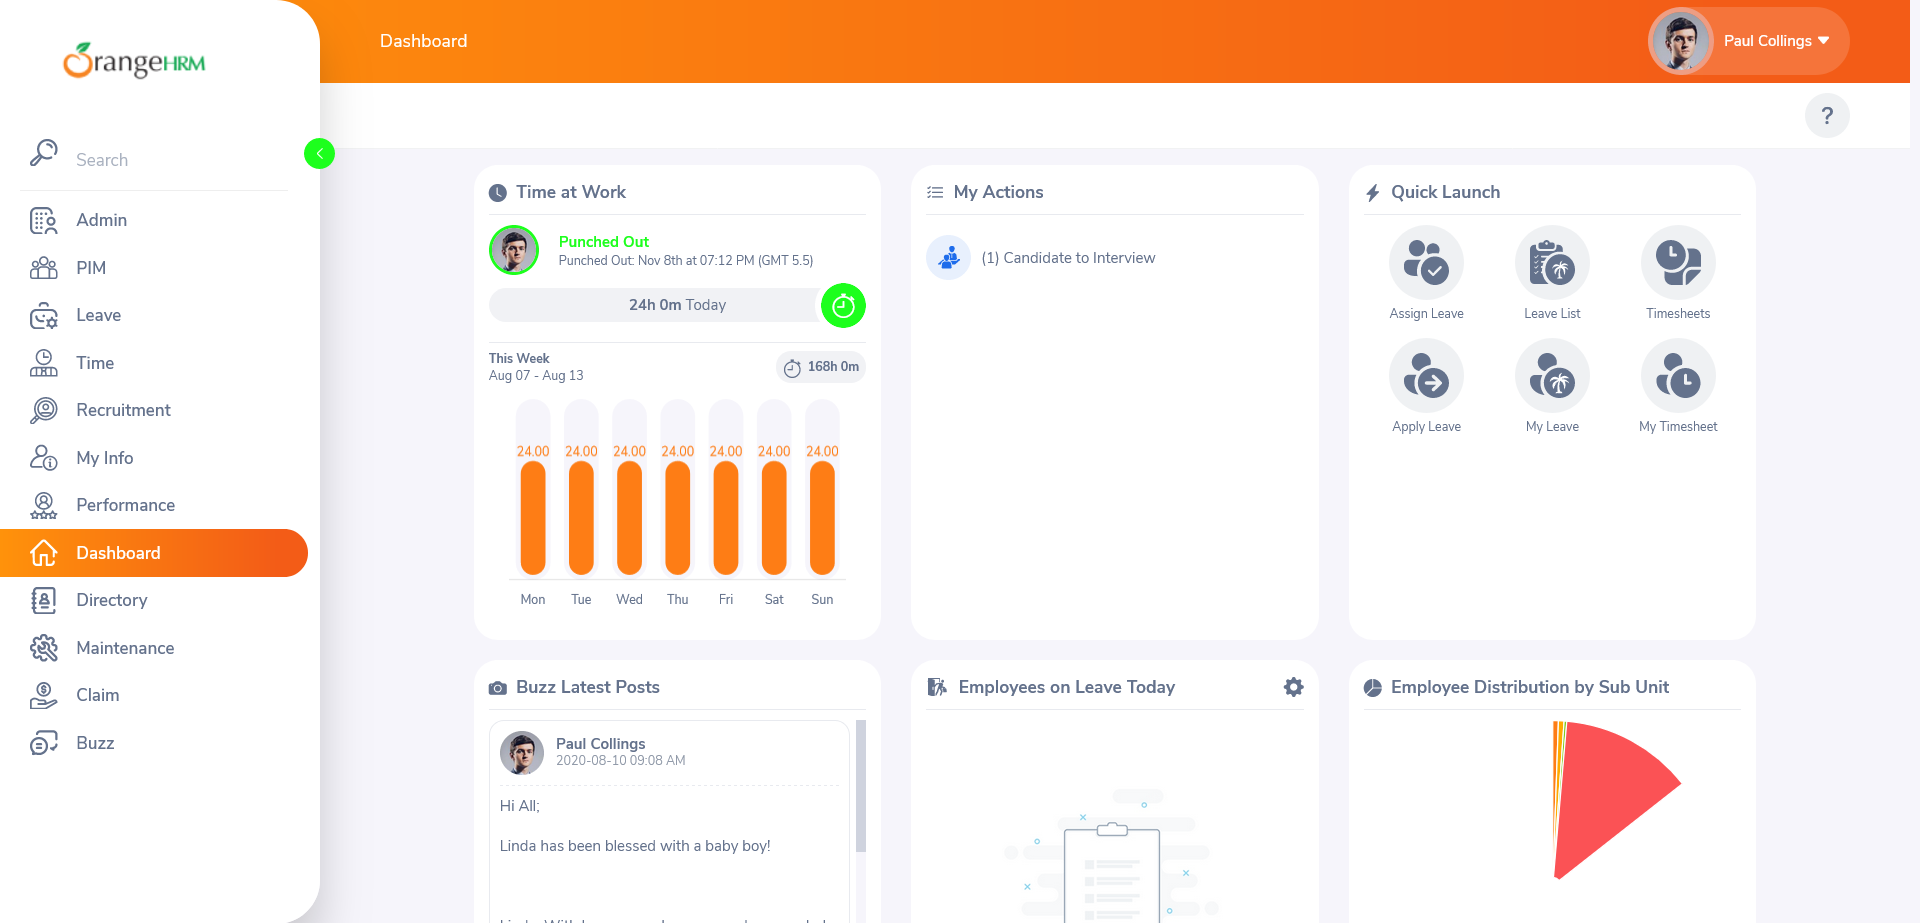 OrangeHRM
Search
Admin
PIM
Leave
Time
Recruitment
My Info
Performance
Dashboard
Directory
Maintenance
Claim
Buzz
Dashboard
Paul Collings
?
Time at Work
Punched Out
Punched Out: Nov 8th at 07:12 PM (GMT 5.5)
24h 0m Today
This Week
Aug 07 - Aug 13
168h 0m
24.00 24.00 24.00 24.00 24.00 24.00 24.00
Mon Tue Wed Thu Fri Sat Sun
My Actions
(1) Candidate to Interview
Quick Launch
Assign Leave
Leave List
Timesheets
Apply Leave
My Leave
My Timesheet
Buzz Latest Posts
Paul Collings
2020-08-10 09:08 AM
Hi All;
Linda has been blessed with a baby boy!
Employees on Leave Today
Employee Distribution by Sub Unit